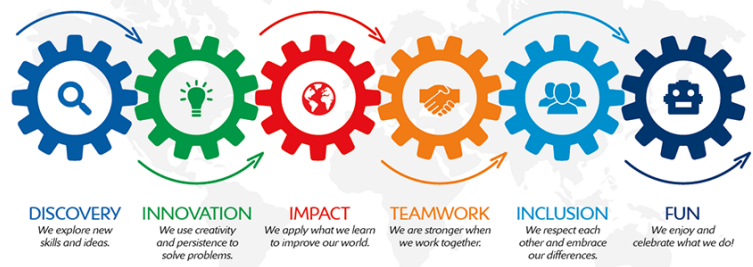 DISCOVERY
We explore new
skills and ideas.
INNOVATION
We use creativity
and persistence to
solve problems.
IMPACT
We apply what we learn
to improve our world.
TEAMWORK
We are stronger when
we work together.
INCLUSION
We respect each
other and embrace
our differences.
FUN
We enjoy and
celebrate what we do!